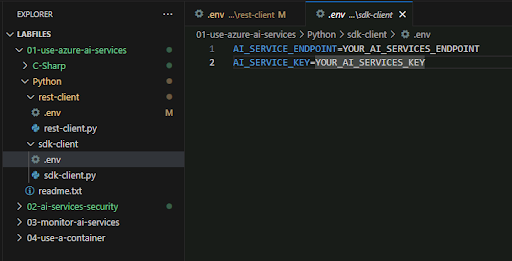 EXPLORER ...
LABFILES
01-use-azure-ai-services
C-Sharp
Python
rest-client
.env M
rest-client.py
sdk-client
.env
sdk-client.py
readme.txt
02-ai-services-security
03-monitor-ai-services
04-use-a-container
.env ...\rest-client M
.env ...\sdk-client
01-use-azure-ai-services > Python > sdk-client > .env
1 AI_SERVICE_ENDPOINT=YOUR_AI_SERVICES_ENDPOINT
2 AI_SERVICE_KEY=YOUR_AI_SERVICES_KEY